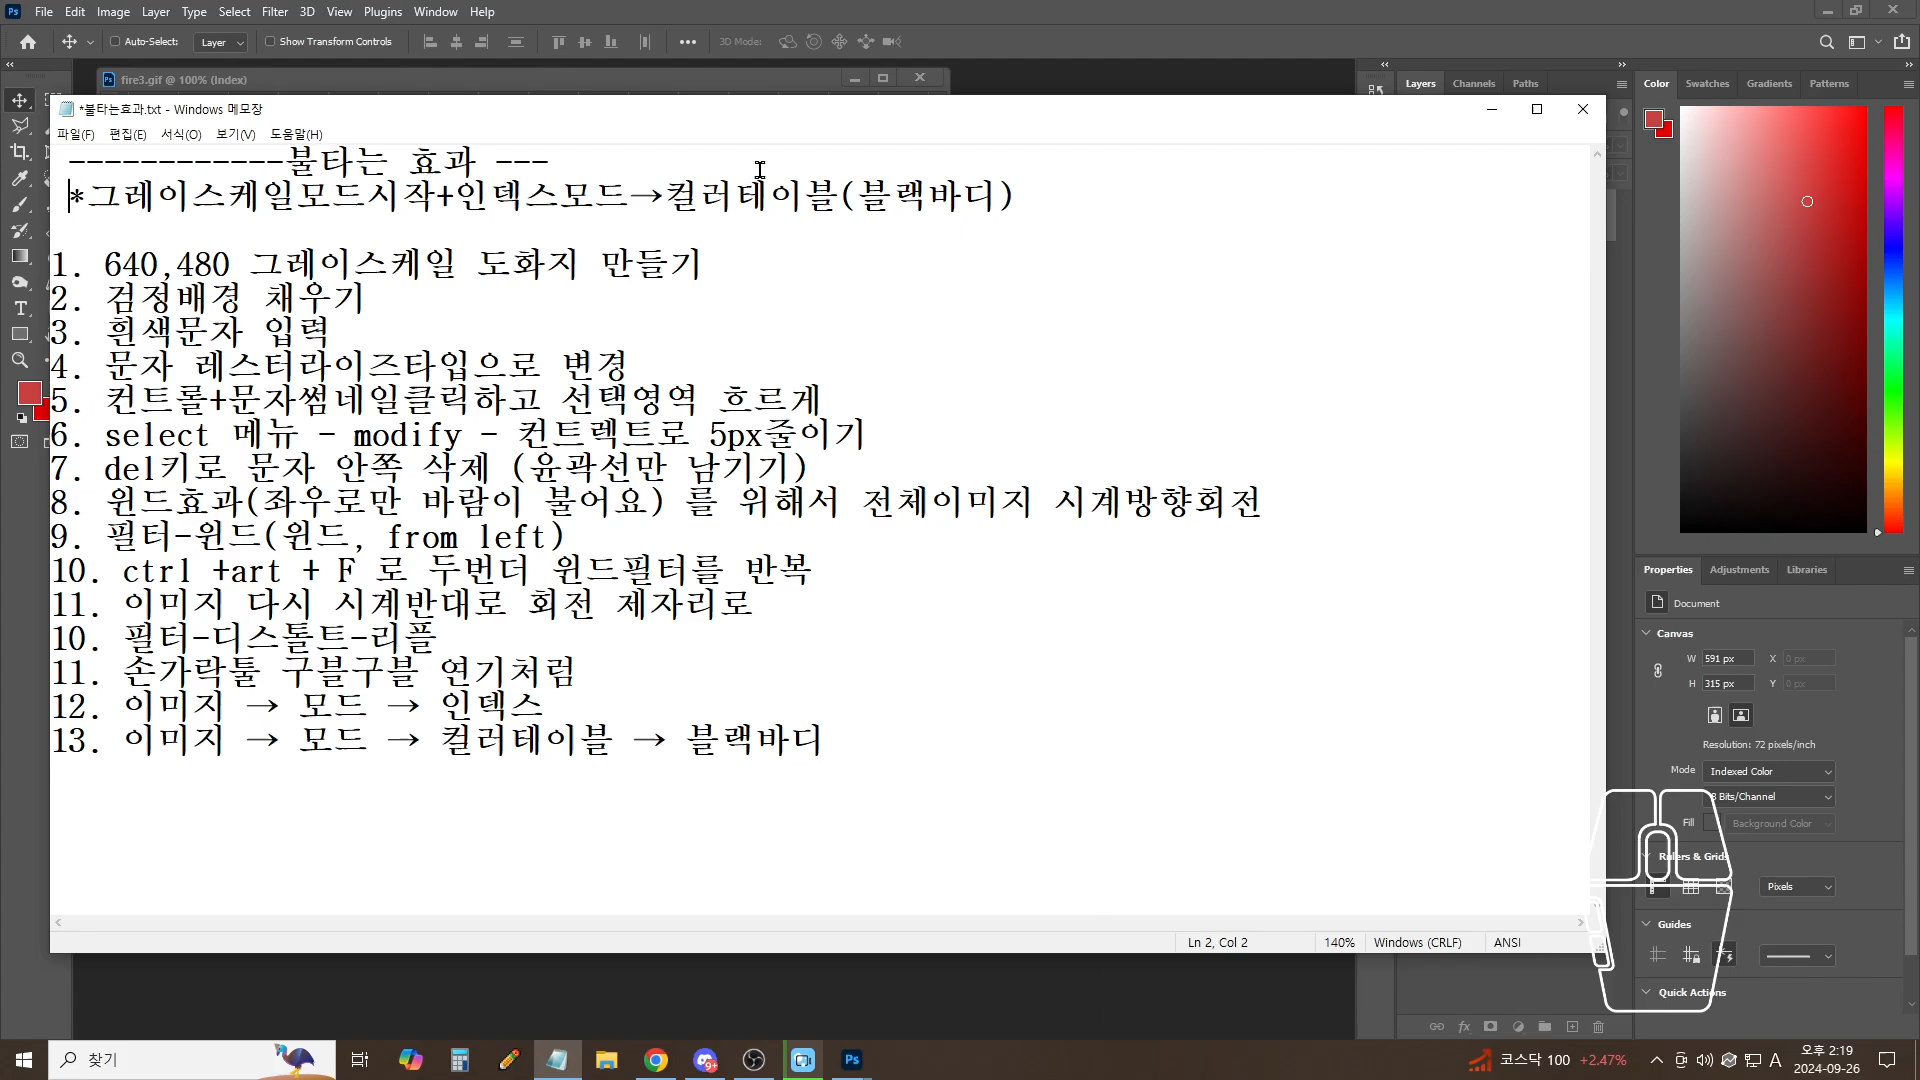 File Edit Image Layer Type Select Filter 3D View Plugins Window Help
Auto-Select: Layer Show Transform Controls 3D Mode:
fire3.gif @ 100% (Index)
*불타는효과.txt - Windows 메모장
파일(F) 편집(E) 서식(O) 보기(V) 도움말(H)
------------불타는 효과 ---
*그레이스케일모드시작+인덱스모드→컬러테이블(블랙바디)
1. 640,480 그레이스케일 도화지 만들기
2. 검정배경 채우기
3. 흰색문자 입력
4. 문자 레스터라이즈타입으로 변경
5. 컨트롤+문자썸네일클릭하고 선택영역 흐르게
6. select 메뉴 - modify - 컨트렉트로 5px줄이기
7. del키로 문자 안쪽 삭제 (윤곽선만 남기기)
8. 윈드효과(좌우로만 바람이 불어요) 를 위해서 전체이미지 시계방향회전
9. 필터-윈드(윈드, from left)
10. ctrl +art + F 로 두번더 윈드필터를 반복
11. 이미지 다시 시계반대로 회전 제자리로
10. 필터-디스톨트-리플
11. 손가락툴 구블구블 연기처럼
12. 이미지 → 모드 → 인덱스
13. 이미지 → 모드 → 컬러테이블 → 블랙바디
Ln 2, Col 2 140% Windows (CRLF) ANSI
Layers Channels Paths
Color Swatches Gradients Patterns
Properties Adjustments Libraries
Document
Canvas
W 591 px X 0 px
H 315 px Y 0 px
Resolution: 72 pixels/inch
Mode Indexed Color
8 Bits/Channel
Fill Background Color
Rulers & Grids
Pixels
Guides
Quick Actions
찾기
코스닥 100 +2.47% A 오후 2:19
2024-09-26